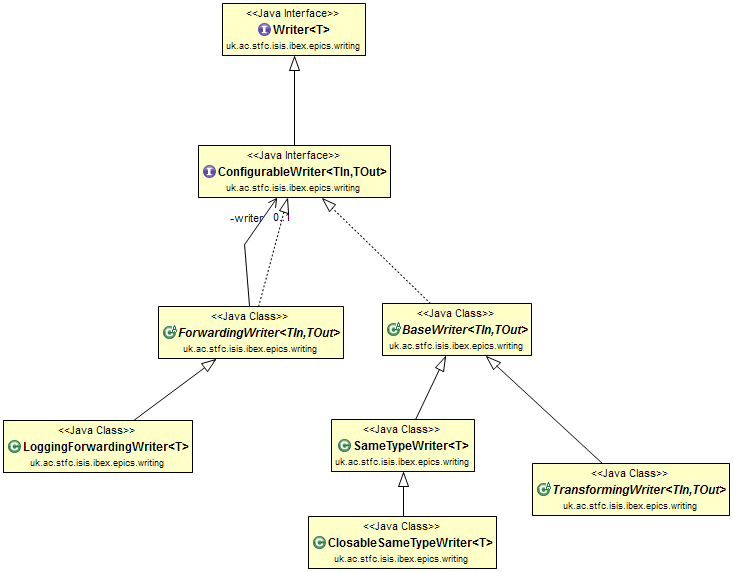 <<Java Interface>>
Writer<T>
uk.ac.stfc.isis.ibex.epics.writing
<<Java Interface>>
ConfigurableWriter<TIn,TOut>
uk.ac.stfc.isis.ibex.epics.writing
-writer 0..1
<<Java Class>>
ForwardingWriter<TIn,TOut>
uk.ac.stfc.isis.ibex.epics.writing
<<Java Class>>
BaseWriter<TIn,TOut>
uk.ac.stfc.isis.ibex.epics.writing
<<Java Class>>
LoggingForwardingWriter<T>
uk.ac.stfc.isis.ibex.epics.writing
<<Java Class>>
SameTypeWriter<T>
uk.ac.stfc.isis.ibex.epics.writing
<<Java Class>>
TransformingWriter<TIn,TOut>
uk.ac.stfc.isis.ibex.epics.writing
<<Java Class>>
ClosableSameTypeWriter<T>
uk.ac.stfc.isis.ibex.epics.writing